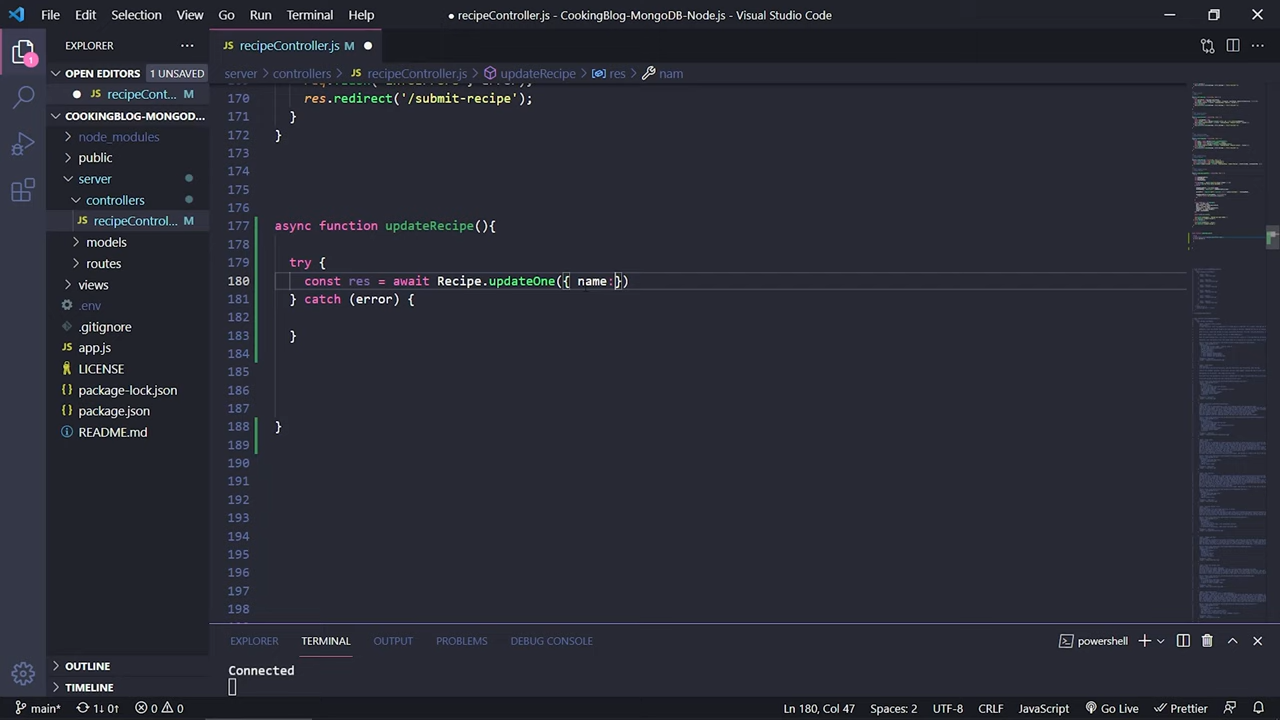 File Edit Selection View Go Run Terminal Help
● recipeController.js - CookingBlog-MongoDB-Node.js - Visual Studio Code
EXPLORER
OPEN EDITORS 1 UNSAVED
recipeCont... M
COOKINGBLOG-MONGOD...
node_modules
public
server
controllers
recipeControl... M
models
routes
views
.env
.gitignore
app.js
LICENSE
package-lock.json
package.json
README.md
OUTLINE
TIMELINE
JS recipeController.js M
server > controllers > JS recipeController.js > updateRecipe > res > nam
170 res.redirect('/submit-recipe');
171 }
172 }
173
174
175
176
177 async function updateRecipe(){
178
179 try {
180 const res = await Recipe.updateOne({ name:})
181 } catch (error) {
182
183 }
184
185
186
187
188 }
189
190
191
192
193
194
195
196
197
198
EXPLORER TERMINAL OUTPUT PROBLEMS DEBUG CONSOLE
powershell
Connected
main* 1↓ 0↑ 0 0
Ln 180, Col 47 Spaces: 2 UTF-8 CRLF JavaScript Go Live Prettier